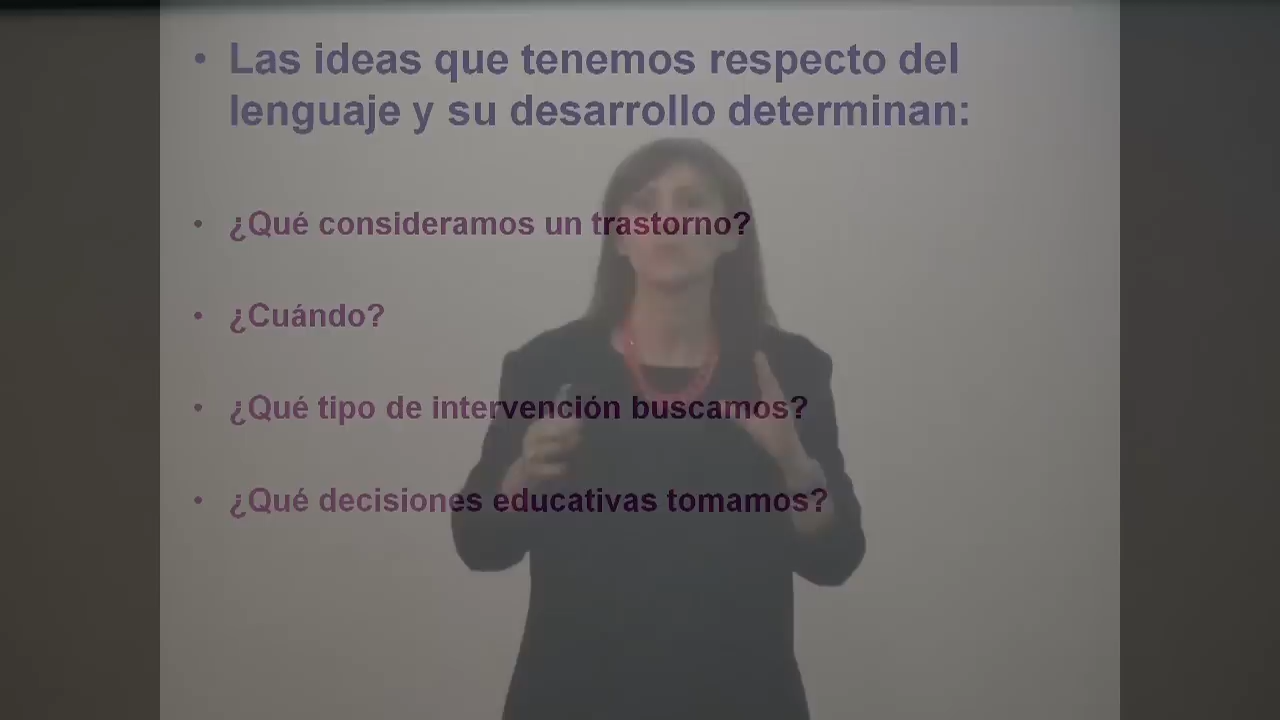 • Las ideas que tenemos respecto del
lenguaje y su desarrollo determinan:
• ¿Qué consideramos un trastorno?
• ¿Cuándo?
• ¿Qué tipo de intervención buscamos?
• ¿Qué decisiones educativas tomamos?